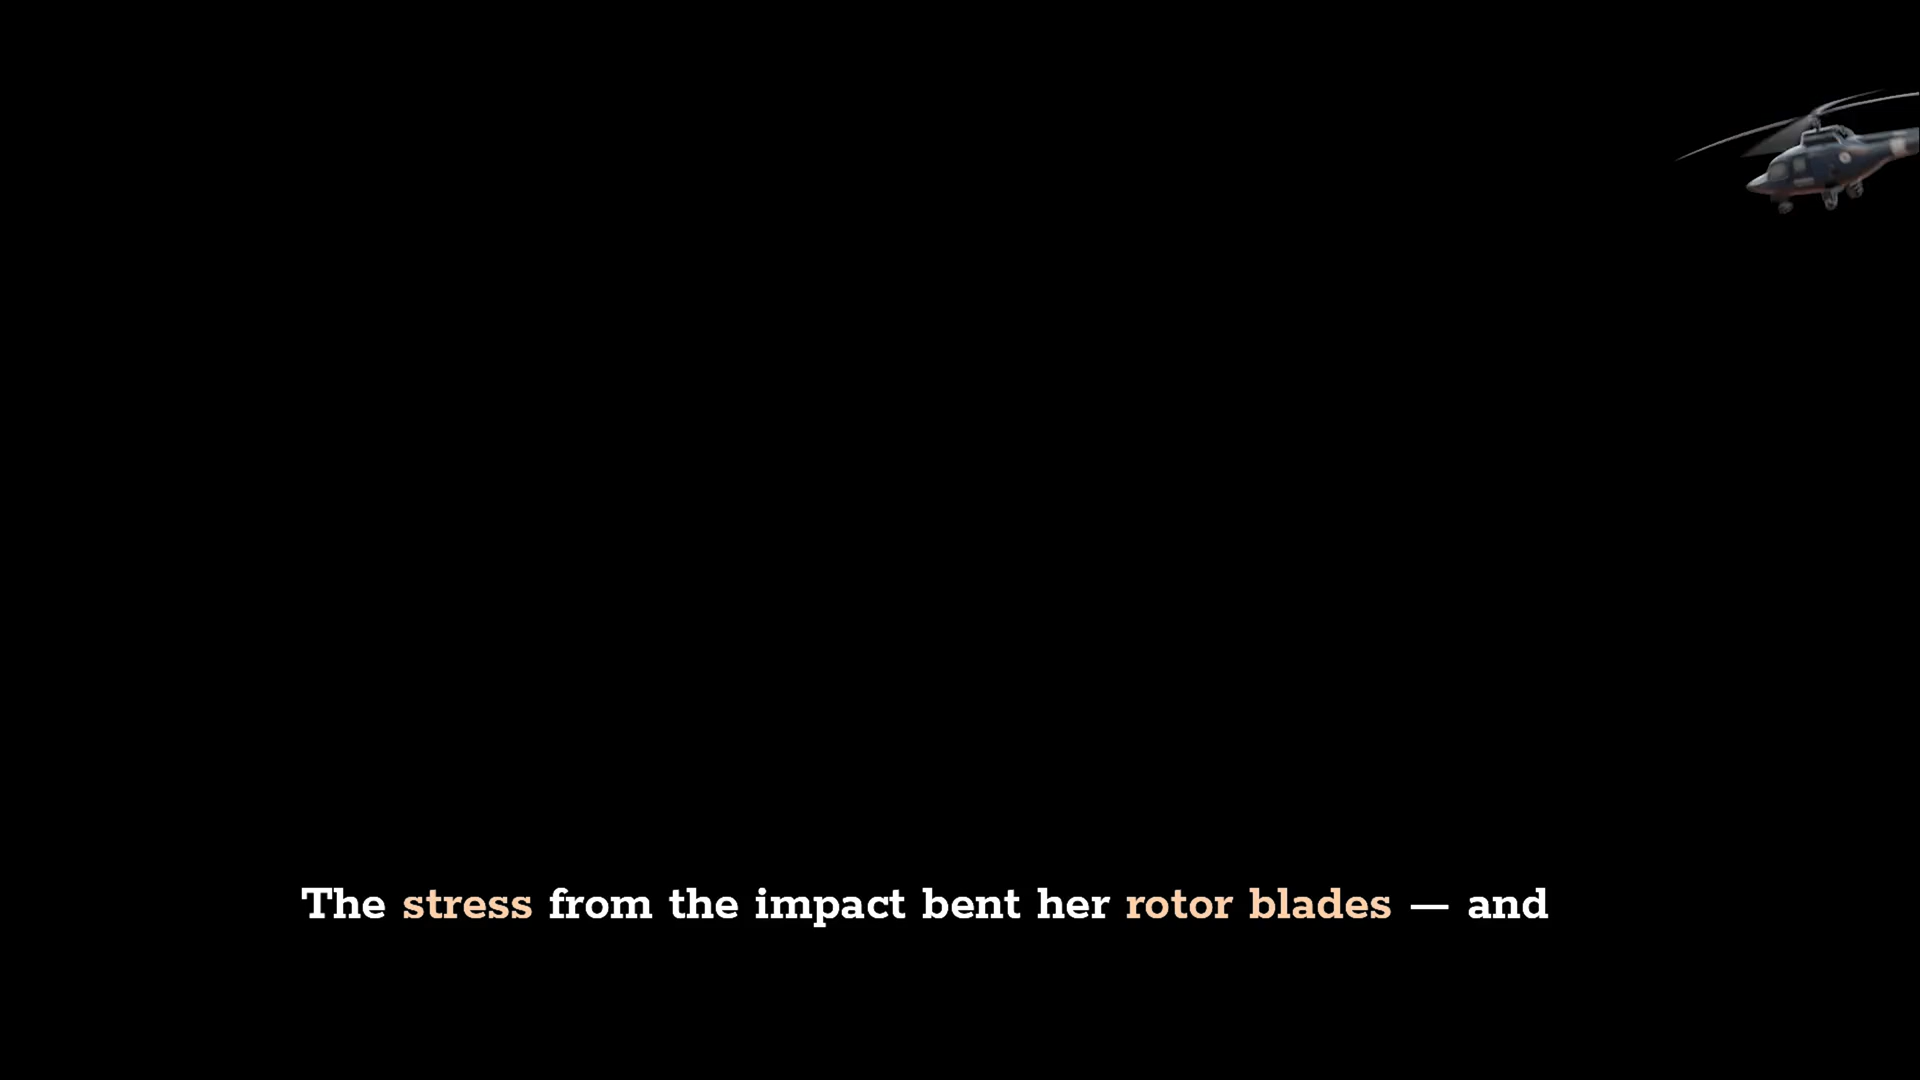 The stress from the impact bent her rotor blades — and